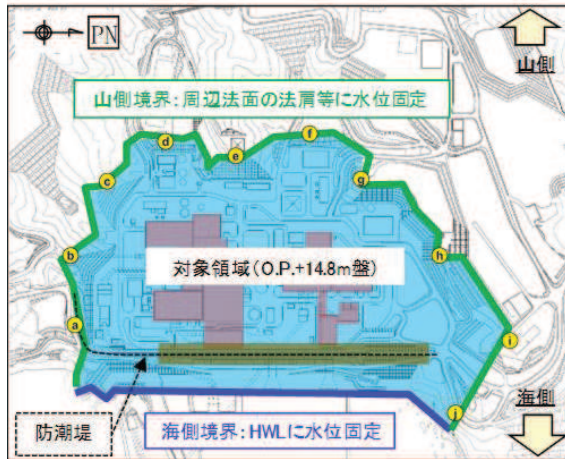 PN
山側
山側境界：周辺法面の法肩等に水位固定
d
e
f
c
g
b
h
対象領域（O.P.+14.8m盤）
a
i
j
海側
防潮堤
海側境界：HWLに水位固定